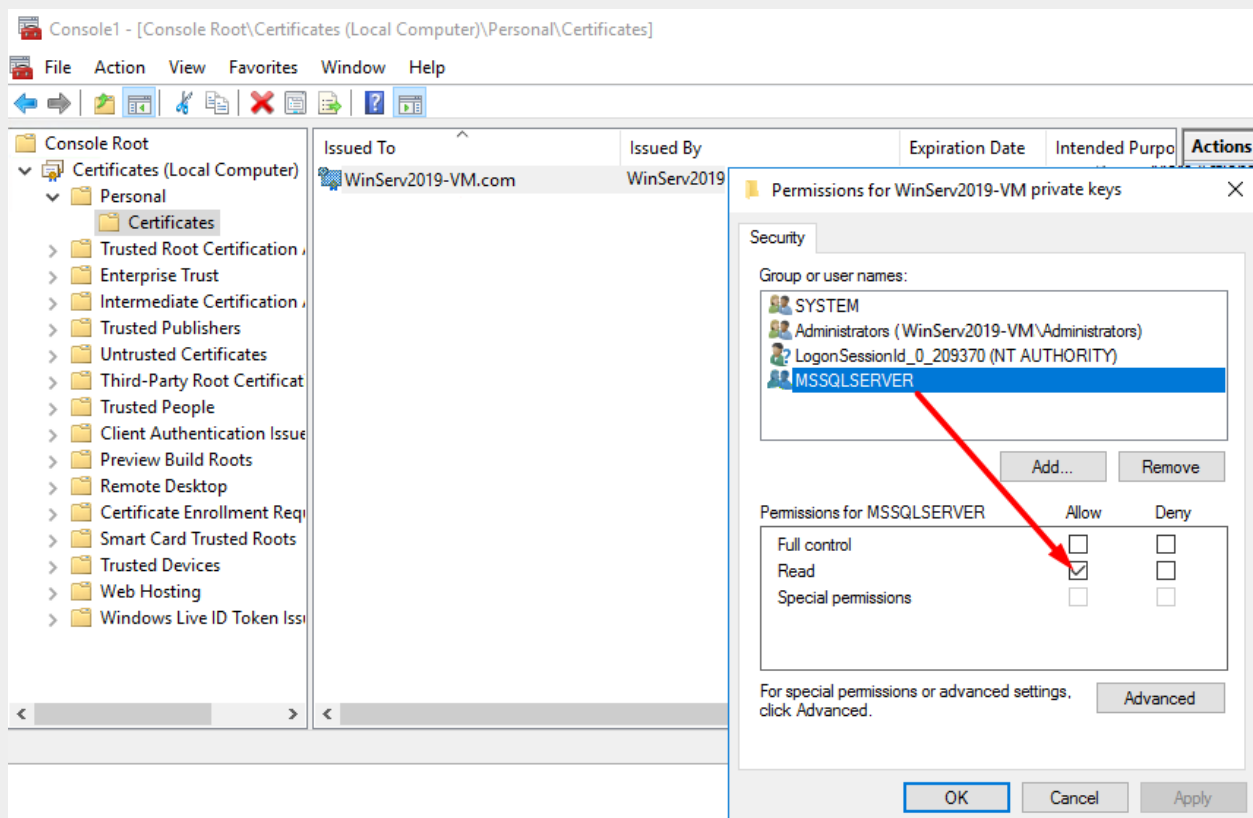 Console1 - [Console Root\Certificates (Local Computer)\Personal\Certificates]
File Action View Favorites Window Help
Console Root
Certificates (Local Computer)
Personal
Certificates
Trusted Root Certification
Enterprise Trust
Intermediate Certification
Trusted Publishers
Untrusted Certificates
Third-Party Root Certificat
Trusted People
Client Authentication Issue
Preview Build Roots
Remote Desktop
Certificate Enrollment Requ
Smart Card Trusted Roots
Trusted Devices
Web Hosting
Windows Live ID Token Iss
Issued To Issued By Expiration Date Intended Purpo Actions
WinServ2019-VM.com WinServ2019
Permissions for WinServ2019-VM private keys
Security
Group or user names:
SYSTEM
Administrators (WinServ2019-VM\Administrators)
LogonSessionId_0_209370 (NT AUTHORITY)
MSSQLSERVER
Add... Remove
Permissions for MSSQLSERVER Allow Deny
Full control
Read
Special permissions
For special permissions or advanced settings,
click Advanced.
Advanced
OK Cancel Apply